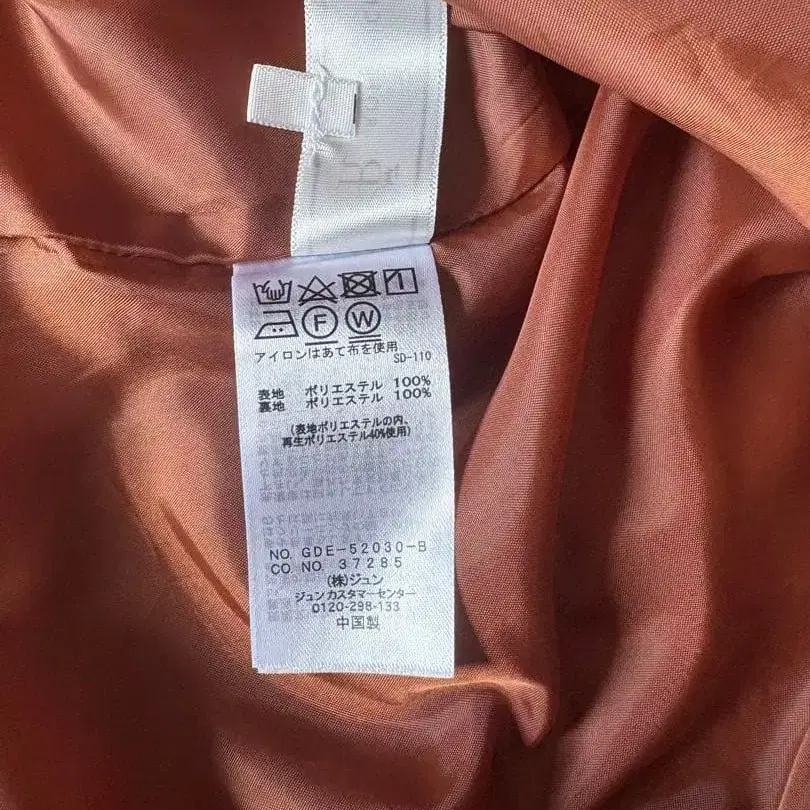 F W
アイロンはあて布を使用
SD-110
表地 ポリエステル 100%
裏地 ポリエステル 100%
(表地ポリエステルの内、
再生ポリエステル40%使用)
NO. GDE-52030-B
CO. NO. 37285
(株)ジュン
ジュンカスタマーセンター
0120-298-133
中国製